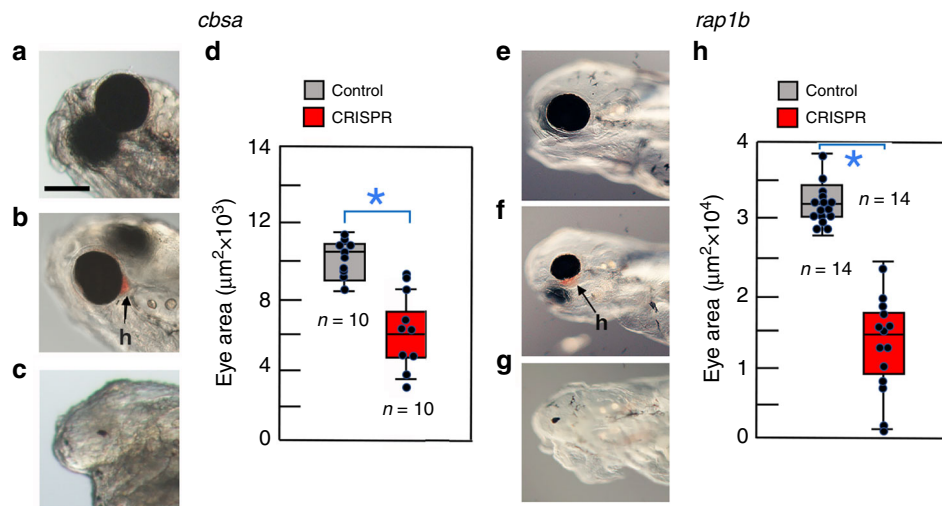 cbsa
rap1b
a
b
h
c
d
Control
CRISPR
Eye area (μm²×10³)
14
12
8
6
4
0
*
n = 10
n = 10
e
f
h
g
h
Control
CRISPR
Eye area (μm²×10⁴)
4
3
2
1
0
*
n = 14
n = 14